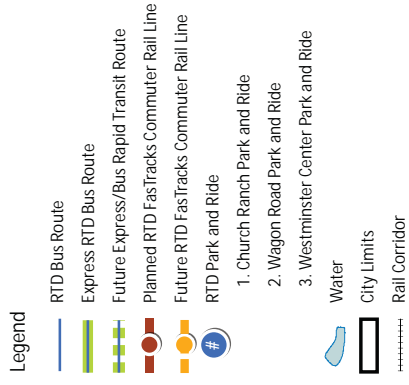 Legend
RTD Bus Route
Express RTD Bus Route
Future Express/Bus Rapid Transit Route
Planned RTD FasTracks Commuter Rail Line
Future RTD FasTracks Commuter Rail Line
# RTD Park and Ride
1. Church Ranch Park and Ride
2. Wagon Road Park and Ride
3. Westminster Center Park and Ride
Water
City Limits
Rail Corridor